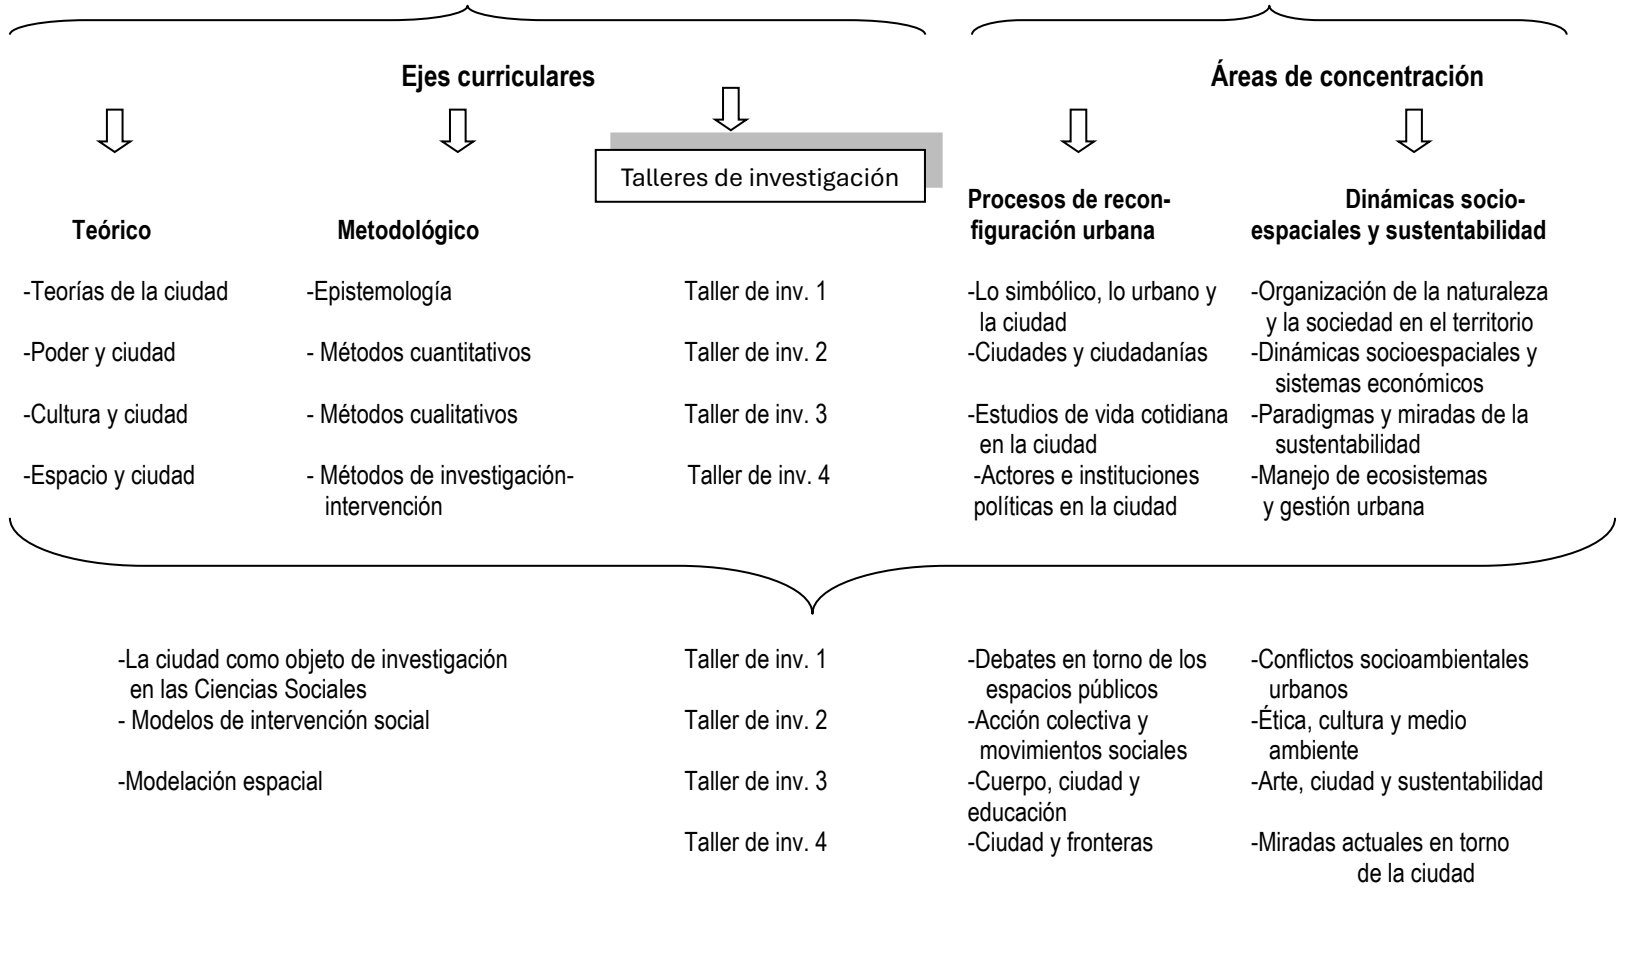 Ejes curriculares
Áreas de concentración
Talleres de investigación
Teórico
-Teorías de la ciudad
-Poder y ciudad
-Cultura y ciudad
-Espacio y ciudad
Metodológico
-Epistemología
- Métodos cuantitativos
- Métodos cualitativos
- Métodos de investigación-
intervención
Taller de inv. 1
Taller de inv. 2
Taller de inv. 3
Taller de inv. 4
Procesos de recon-
figuración urbana
-Lo simbólico, lo urbano y
la ciudad
-Ciudades y ciudadanías
-Estudios de vida cotidiana
en la ciudad
-Actores e instituciones
políticas en la ciudad
Dinámicas socio-
espaciales y sustentabilidad
-Organización de la naturaleza
y la sociedad en el territorio
-Dinámicas socioespaciales y
sistemas económicos
-Paradigmas y miradas de la
sustentabilidad
-Manejo de ecosistemas
y gestión urbana
-La ciudad como objeto de investigación
en las Ciencias Sociales
- Modelos de intervención social
-Modelación espacial
Taller de inv. 1
Taller de inv. 2
Taller de inv. 3
Taller de inv. 4
-Debates en torno de los
espacios públicos
-Acción colectiva y
movimientos sociales
-Cuerpo, ciudad y
educación
-Ciudad y fronteras
-Conflictos socioambientales
urbanos
-Ética, cultura y medio
ambiente
-Arte, ciudad y sustentabilidad
-Miradas actuales en torno
de la ciudad